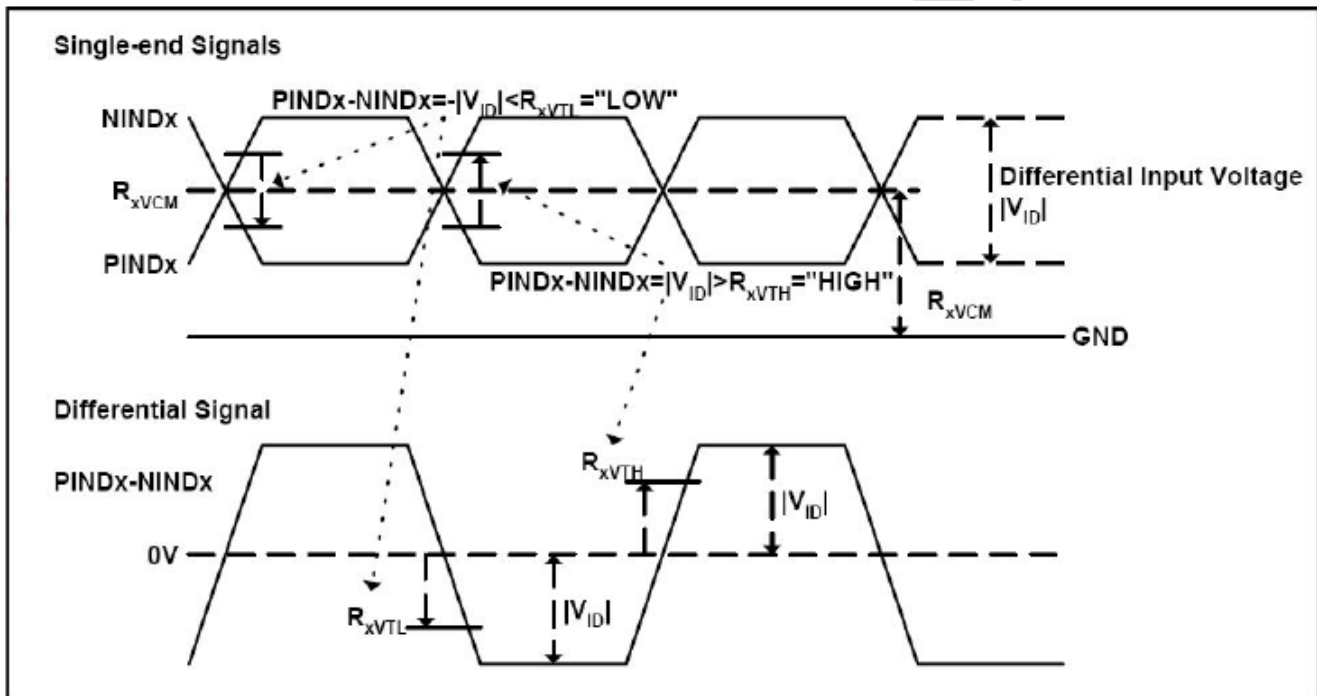 Single-end Signals
PINDx-NINDx=-|VID|<RxVTL="LOW"
NINDx
RxVCM
Differential Input Voltage
|VID|
PINDx
PINDx-NINDx=|VID|>RxVTH="HIGH"
RxVCM
GND
Differential Signal
PINDx-NINDx
RxVTH
|VID|
0V
RxVTL
|VID|